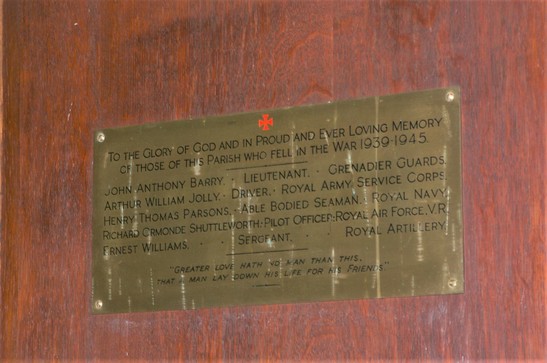 To the Glory of God and in Proud and Ever Loving Memory
of those of this Parish who fell in the War 1939-1945.
John Anthony Barry. Lieutenant. Grenadier Guards.
Arthur William Jolly. Driver. Royal Army Service Corps.
Henry Thomas Parsons. Able Bodied Seaman. Royal Navy.
Richard Ormonde Shuttleworth. Pilot Officer. Royal Air Force. V.R.
Ernest Williams. Sergeant. Royal Artillery.
"Greater love hath no man than this,
that a man lay down his life for his Friends."